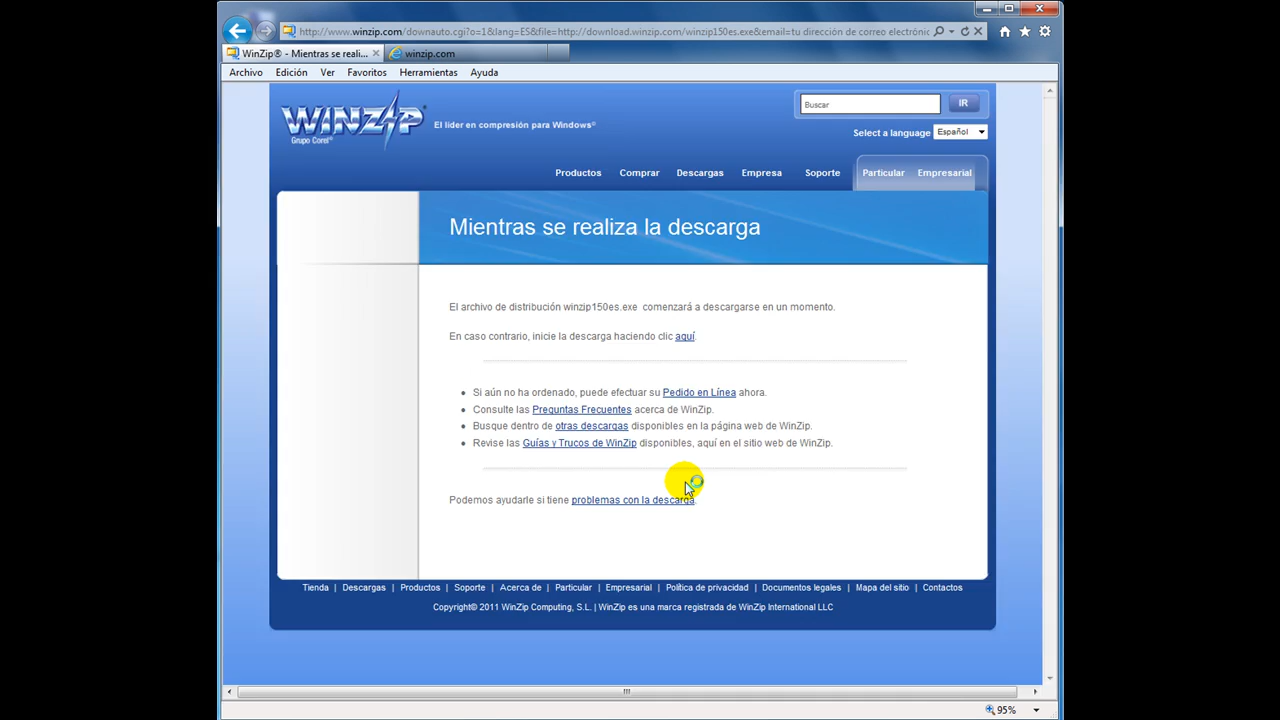 http://www.winzip.com/downauto.cgi?o=1&lang=ES&file=http://download.winzip.com/winzip150es.exe&email=tu dirección de correo electrónic
WinZip® - Mientras se reali...
winzip.com
Archivo Edición Ver Favoritos Herramientas Ayuda
WINZIP
Grupo Corel®
El líder en compresión para Windows®
Buscar IR
Select a language Español
Productos Comprar Descargas Empresa Soporte Particular Empresarial
Mientras se realiza la descarga
El archivo de distribución winzip150es.exe comenzará a descargarse en un momento.
En caso contrario, inicie la descarga haciendo clic aquí.
Si aún no ha ordenado, puede efectuar su Pedido en Línea ahora.
Consulte las Preguntas Frecuentes acerca de WinZip.
Busque dentro de otras descargas disponibles en la página web de WinZip.
Revise las Guías y Trucos de WinZip disponibles, aquí en el sitio web de WinZip.
Podemos ayudarle si tiene problemas con la descarga.
Tienda | Descargas | Productos | Soporte | Acerca de | Particular | Empresarial | Política de privacidad | Documentos legales | Mapa del sitio | Contactos
Copyright© 2011 WinZip Computing, S.L. | WinZip es una marca registrada de WinZip International LLC
95%